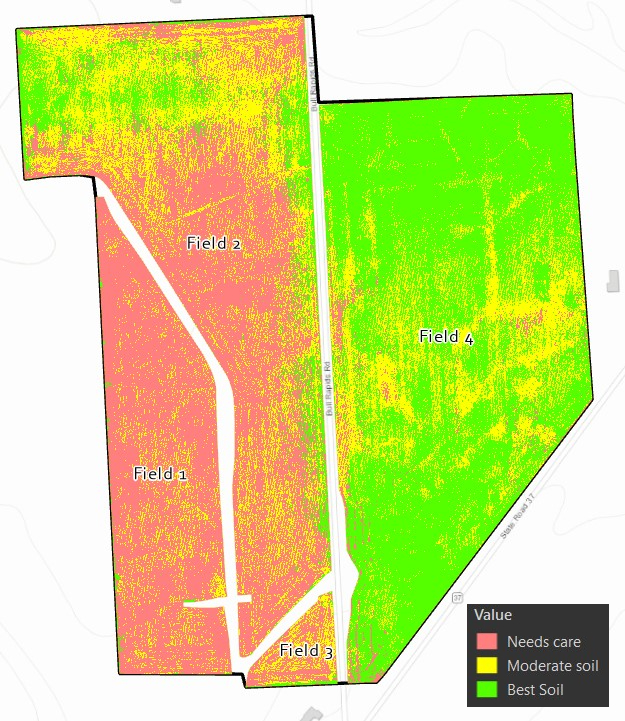 Bull Rapids Rd
Field 2
Field 4
Bull Rapids Rd
Field 1
State Road 37
37
Field 3
Value
Needs care
Moderate soil
Best Soil